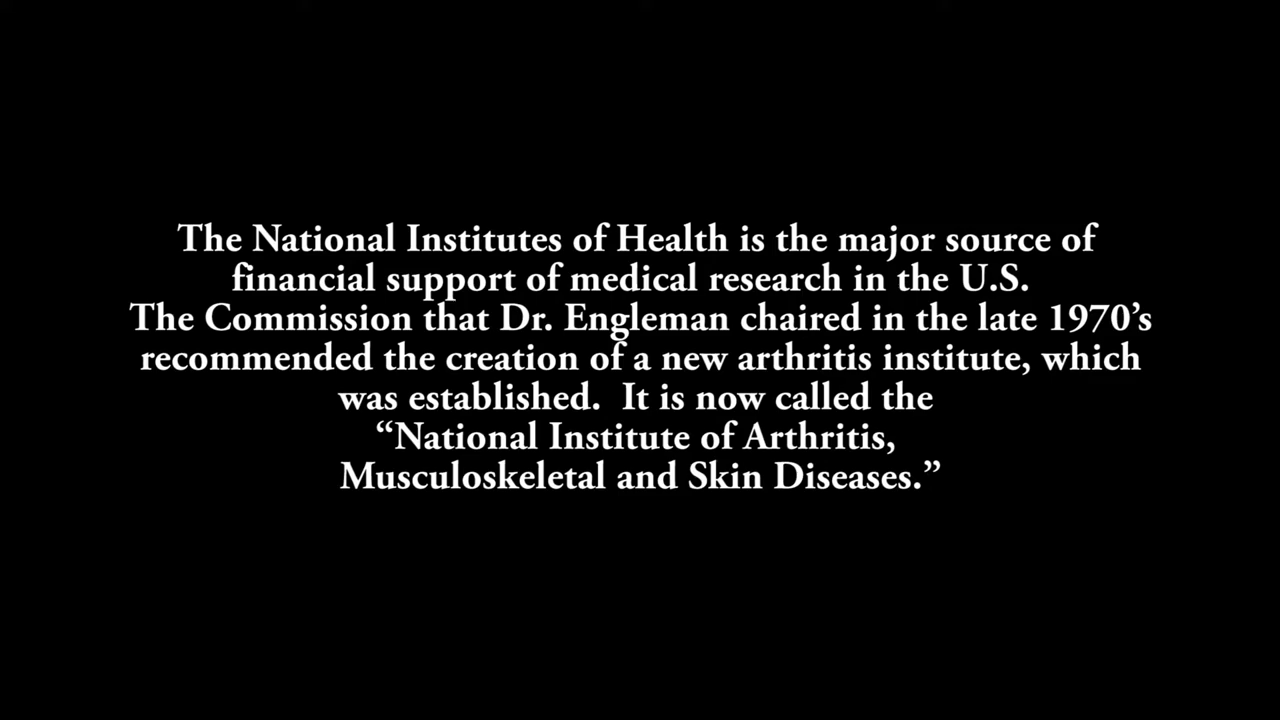 The National Institutes of Health is the major source of
financial support of medical research in the U.S.
The Commission that Dr. Engleman chaired in the late 1970’s
recommended the creation of a new arthritis institute, which
was established.  It is now called the
“National Institute of Arthritis,
Musculoskeletal and Skin Diseases.”